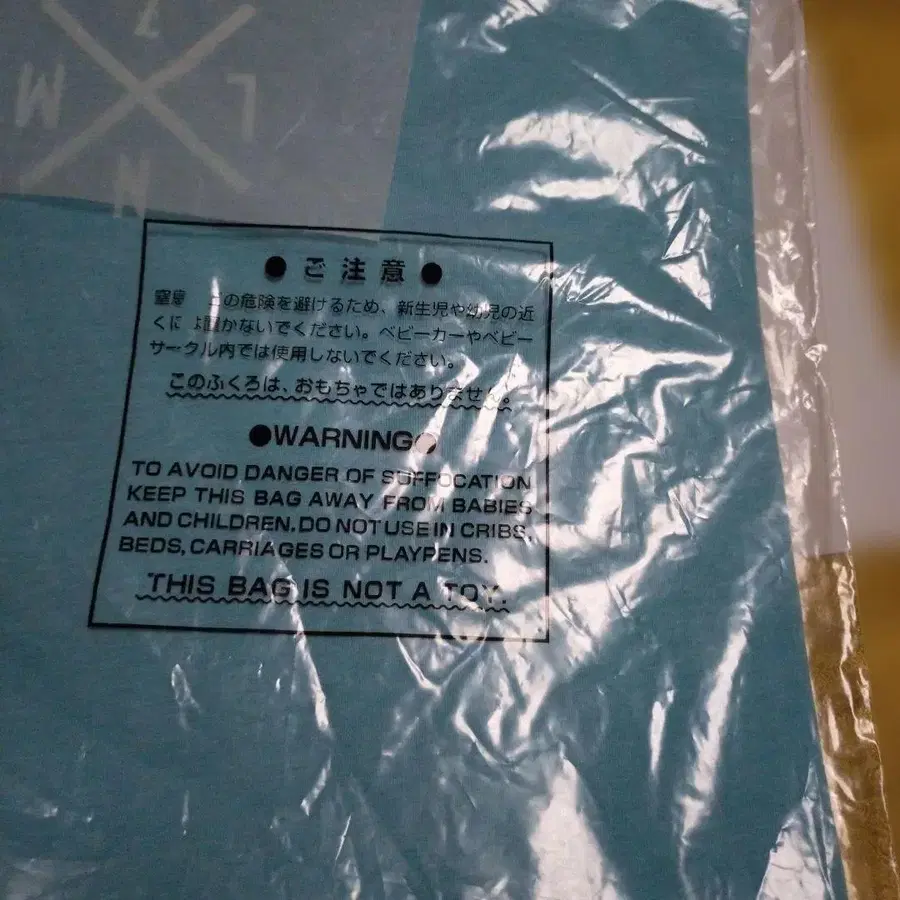 7
M L
N
●ご注意●
窒息 の危険を避けるため、新生児や幼児の近
くに 置かないでください。ベビーカーやベビー
サークル内では使用しないでください。
このふくろは、おもちゃではありません。
●WARNING●
TO AVOID DANGER OF SUFFOCATION
KEEP THIS BAG AWAY FROM BABIES
AND CHILDREN. DO NOT USE IN CRIBS,
BEDS, CARRIAGES OR PLAYPENS.
THIS BAG IS NOT A TOY.